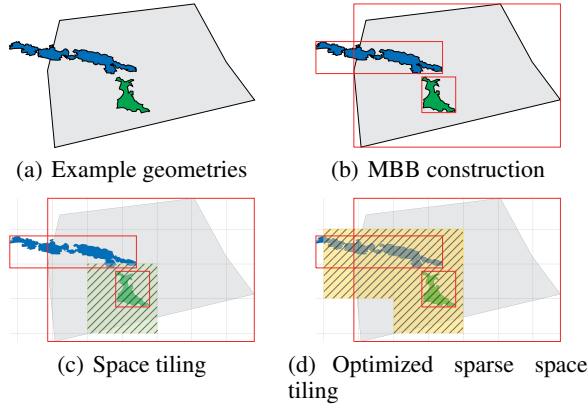 (a) Example geometries
(b) MBB construction
(c) Space tiling
(d) Optimized sparse space
tiling